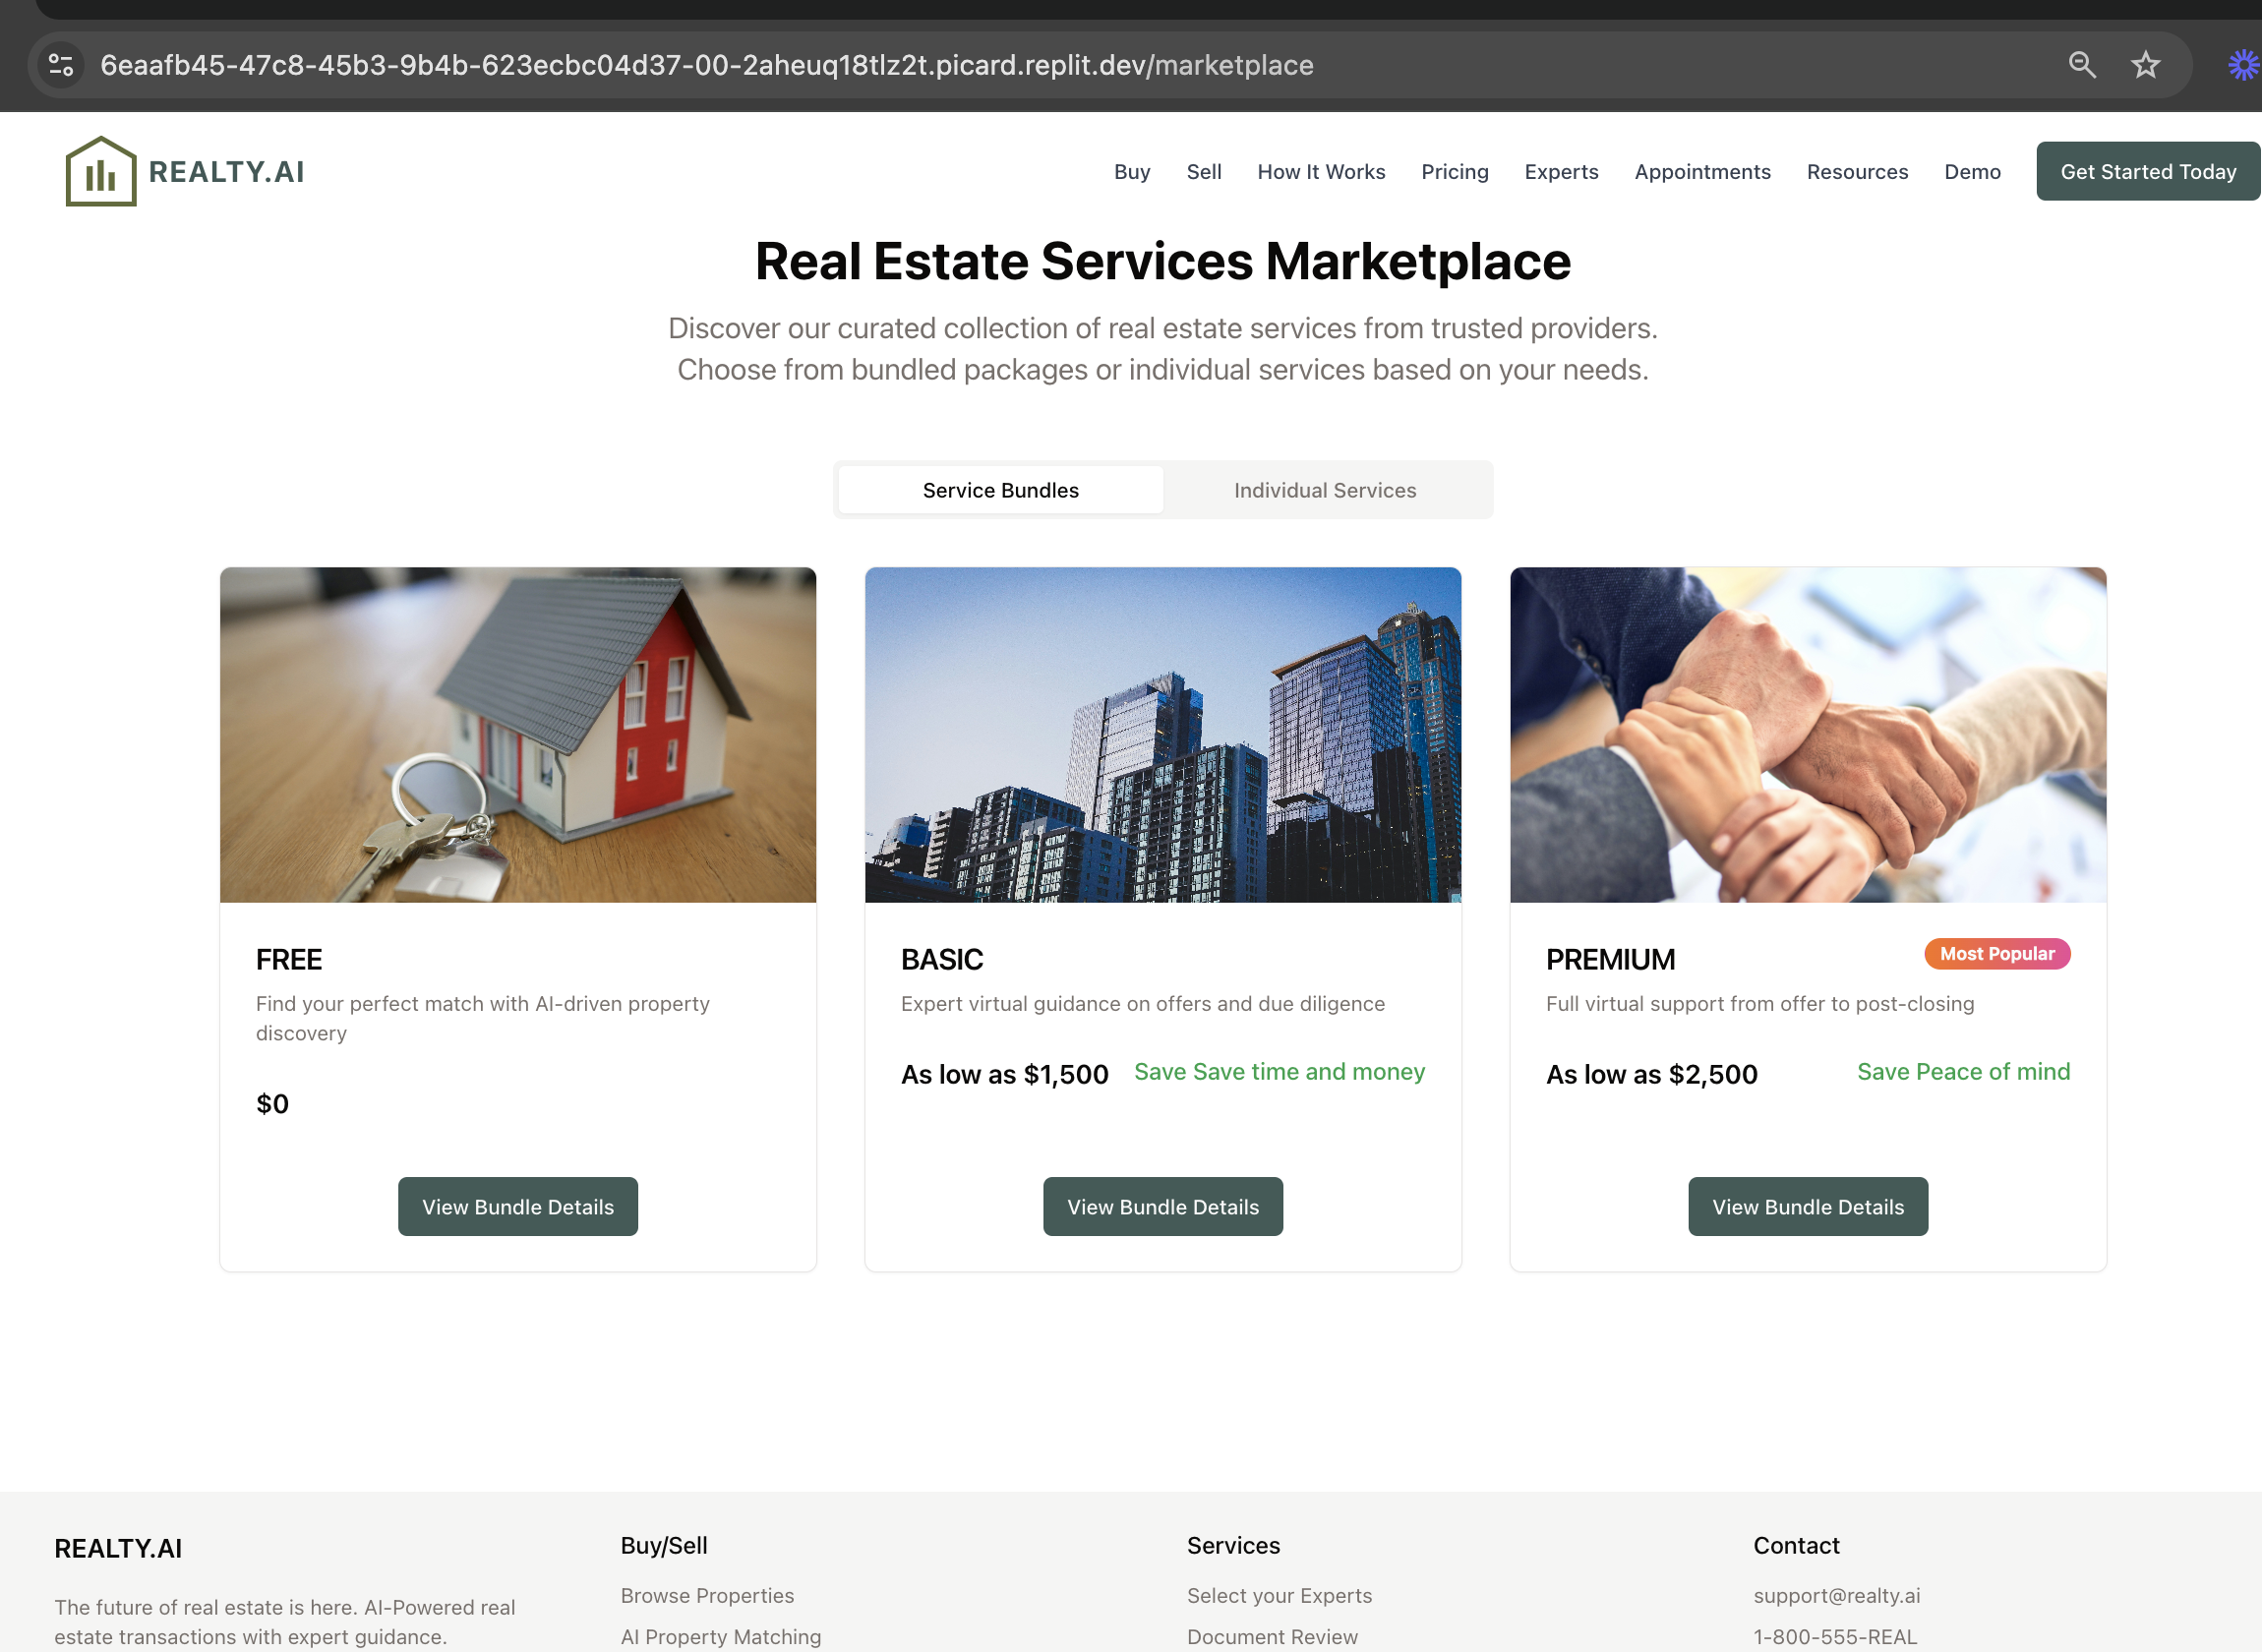 6eaafb45-47c8-45b3-9b4b-623ecbc04d37-00-2aheuq18tlz2t.picard.replit.dev/marketplace
REALTY.AI
Buy
Sell
How It Works
Pricing
Experts
Appointments
Resources
Demo
Get Started Today
Real Estate Services Marketplace
Discover our curated collection of real estate services from trusted providers.
Choose from bundled packages or individual services based on your needs.
Service Bundles
Individual Services
FREE
Find your perfect match with AI-driven property
discovery
$0
View Bundle Details
BASIC
Expert virtual guidance on offers and due diligence
As low as $1,500
Save Save time and money
View Bundle Details
PREMIUM
Most Popular
Full virtual support from offer to post-closing
As low as $2,500
Save Peace of mind
View Bundle Details
REALTY.AI
The future of real estate is here. AI-Powered real
estate transactions with expert guidance.
Buy/Sell
Browse Properties
AI Property Matching
Services
Select your Experts
Document Review
Contact
support@realty.ai
1-800-555-REAL